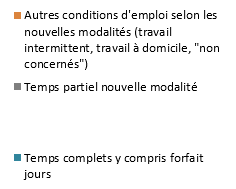 Autres conditions d'emploi selon les
nouvelles modalités (travail
intermittent, travail à domicile, "non
concernés")
Temps partiel nouvelle modalité
Temps complets y compris forfait
jours